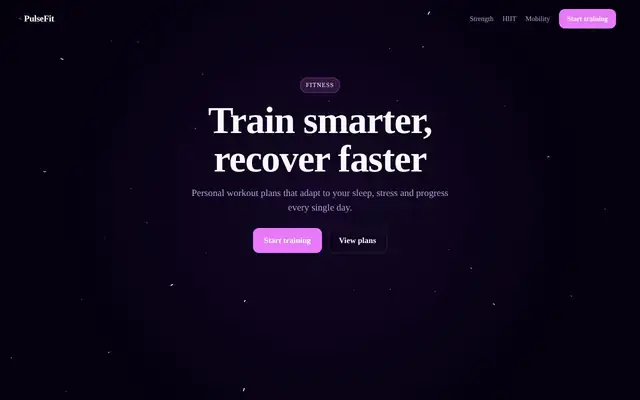 PulseFit
Strength HIIT Mobility Start training
FITNESS
Train smarter,
recover faster
Personal workout plans that adapt to your sleep, stress and progress
every single day.
Start training View plans